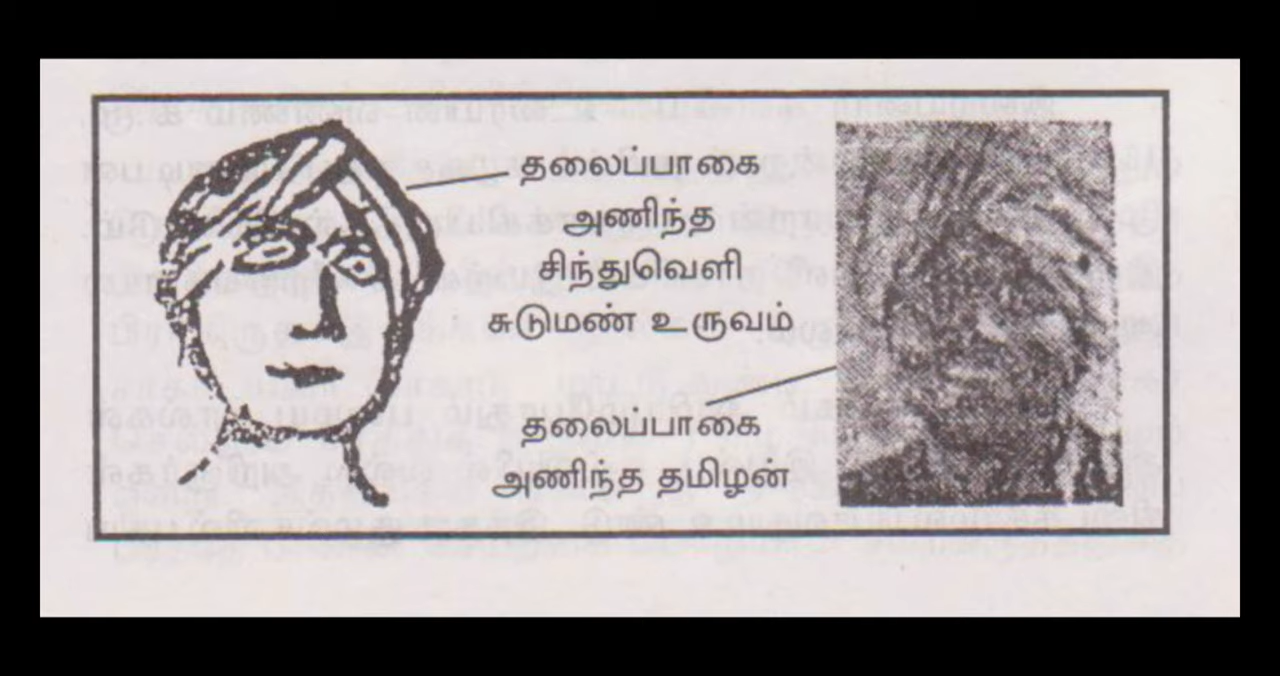 தலைப்பாகை
அணிந்த
சிந்துவெளி
சுடுமண் உருவம்
தலைப்பாகை
அணிந்த தமிழன்